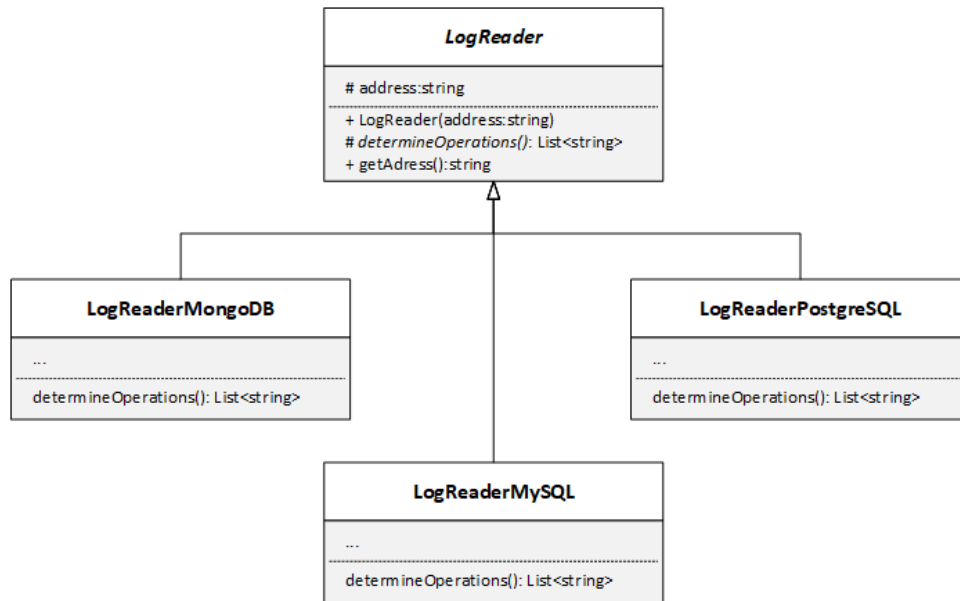 LogReader
# address:string
+ LogReader(address:string)
# determineOperations(): List<string>
+ getAdress():string
LogReaderMongoDB
...
determineOperations(): List<string>
LogReaderPostgreSQL
...
determineOperations(): List<string>
LogReaderMySQL
...
determineOperations(): List<string>